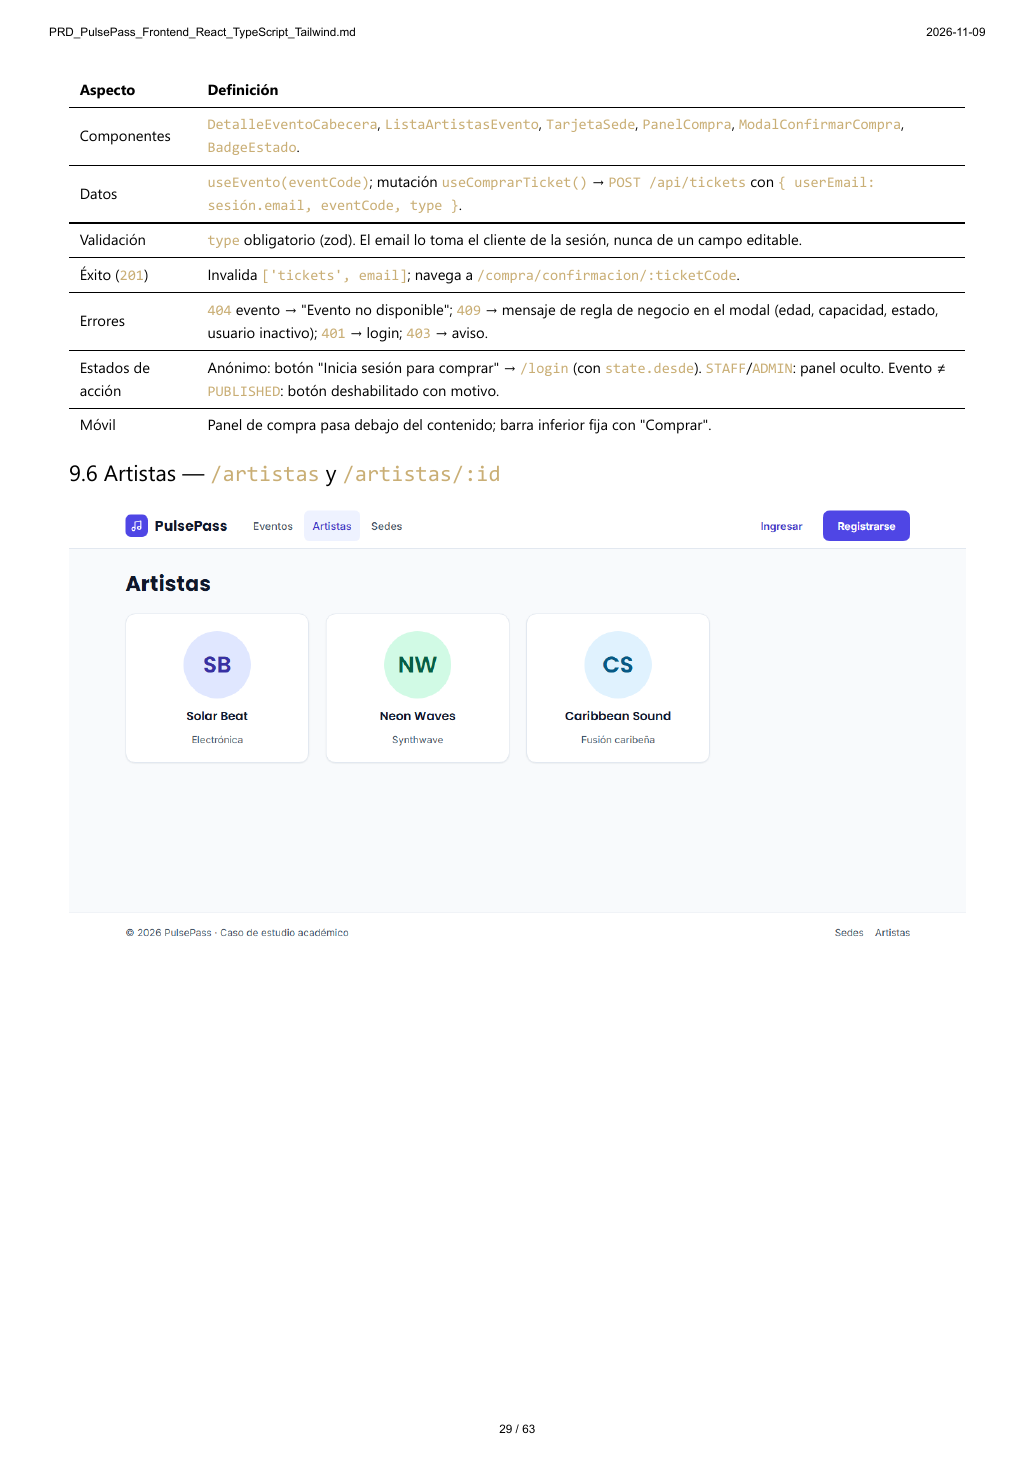 PRD_PulsePass_Frontend_React_TypeScript_Tailwind.md 2026-11-09
Aspecto Definición
Componentes DetalleEventoCabecera, ListaArtistasEvento, TarjetaSede, PanelCompra, ModalConfirmarCompra,
BadgeEstado.
Datos useEvento(eventCode); mutación useComprarTicket() → POST /api/tickets con { userEmail:
sesión.email, eventCode, type }.
Validación type obligatorio (zod). El email lo toma el cliente de la sesión, nunca de un campo editable.
Éxito (201) Invalida ['tickets', email]; navega a /compra/confirmacion/:ticketCode.
Errores 404 evento → "Evento no disponible"; 409 → mensaje de regla de negocio en el modal (edad, capacidad, estado,
usuario inactivo); 401 → login; 403 → aviso.
Estados de Anónimo: botón "Inicia sesión para comprar" → /login (con state.desde). STAFF/ADMIN: panel oculto. Evento ≠
acción PUBLISHED: botón deshabilitado con motivo.
Móvil Panel de compra pasa debajo del contenido; barra inferior fija con "Comprar".
9.6 Artistas — /artistas y /artistas/:id
PulsePass Eventos Artistas Sedes Ingresar Registrarse
Artistas
SB NW CS
Solar Beat Neon Waves Caribbean Sound
Electrónica Synthwave Fusión caribeña
© 2026 PulsePass · Caso de estudio académico Sedes Artistas
29 / 63